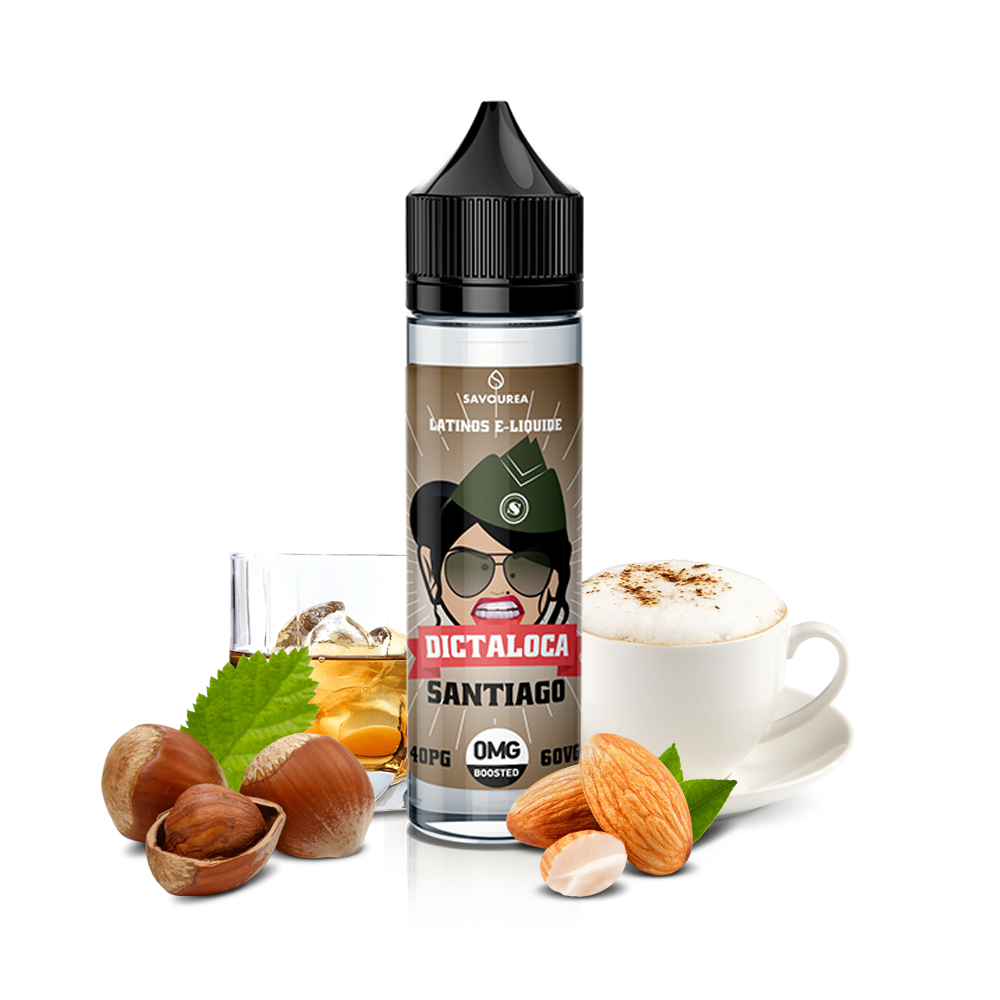 SAVOUREA
LATINOS E-LIQUIDE
S
DICTALOCA
SANTIAGO
40PG
0MG
60VG
BOOSTED